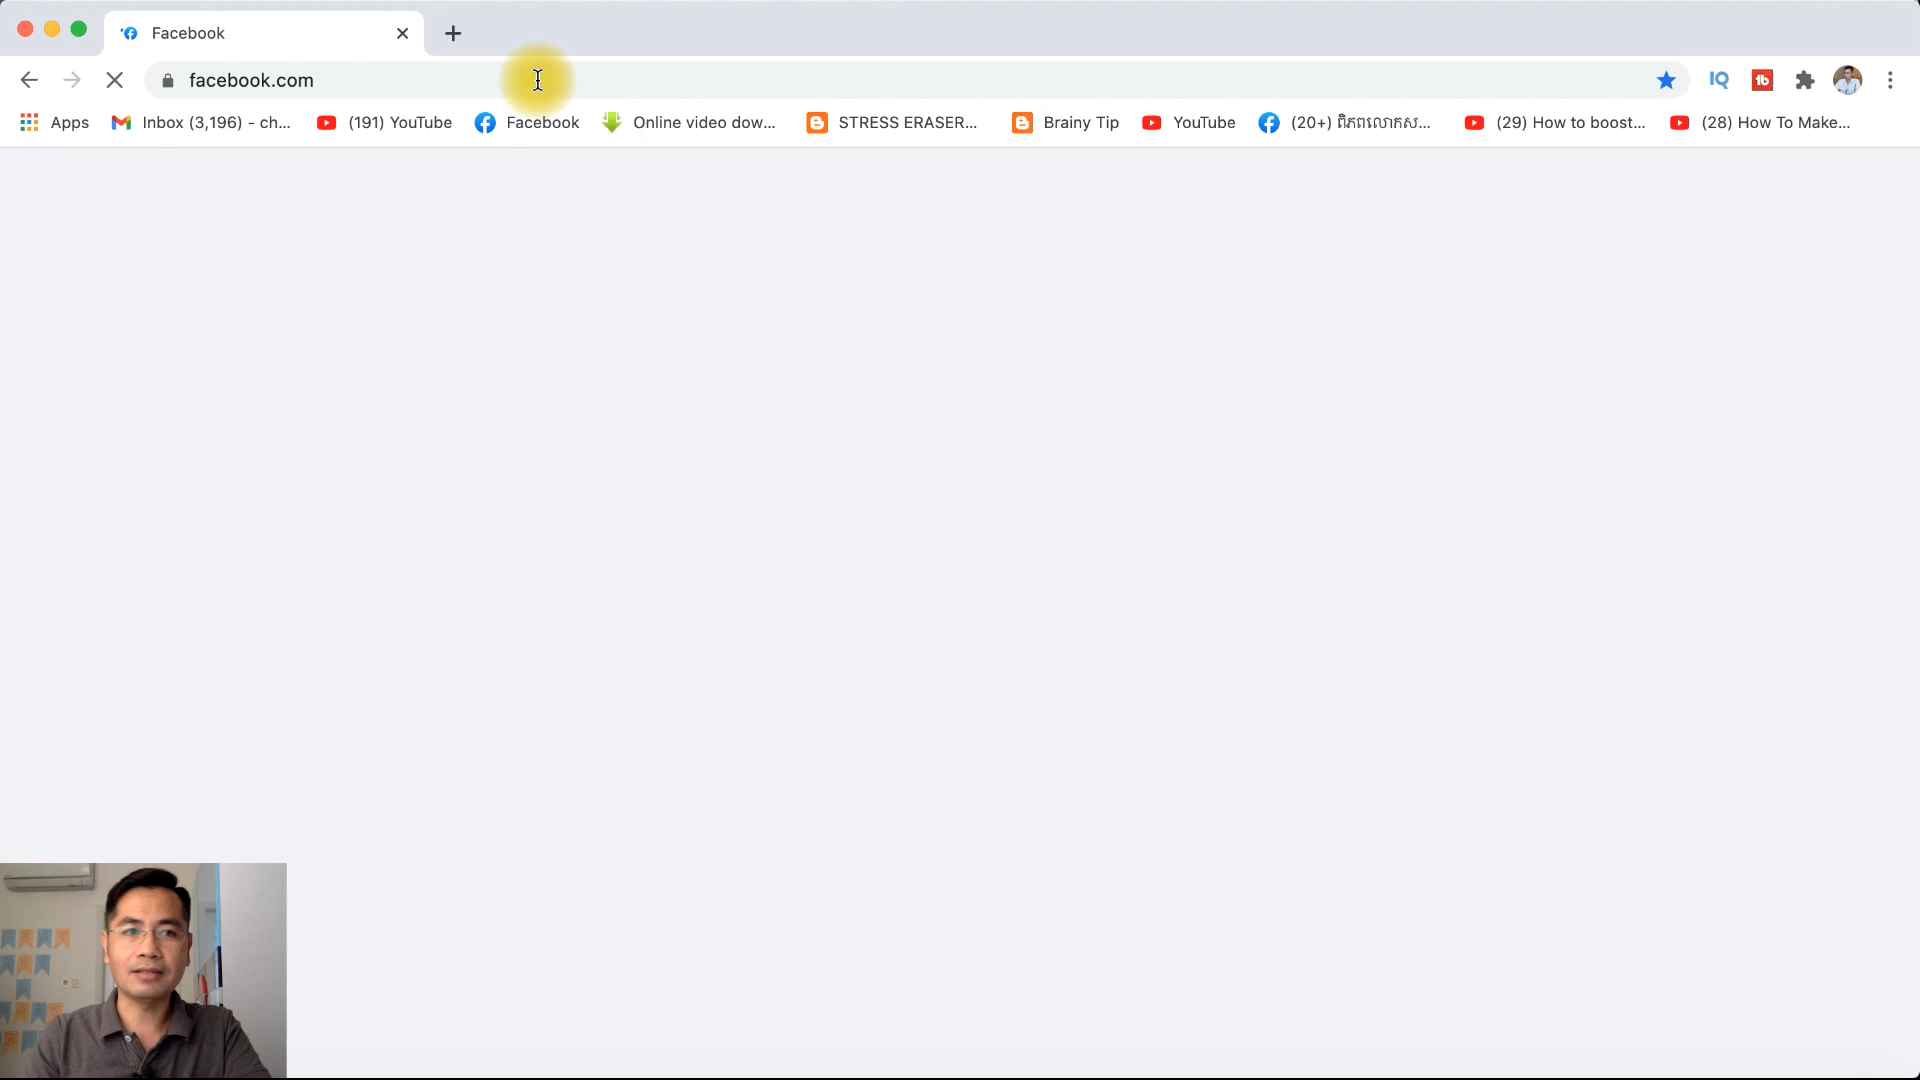 Facebook
facebook.com
IQ
Apps
Inbox (3,196) - ch...
(191) YouTube
Facebook
Online video dow...
STRESS ERASER...
Brainy Tip
YouTube
(20+) ពិភពលោកស...
(29) How to boost...
(28) How To Make...